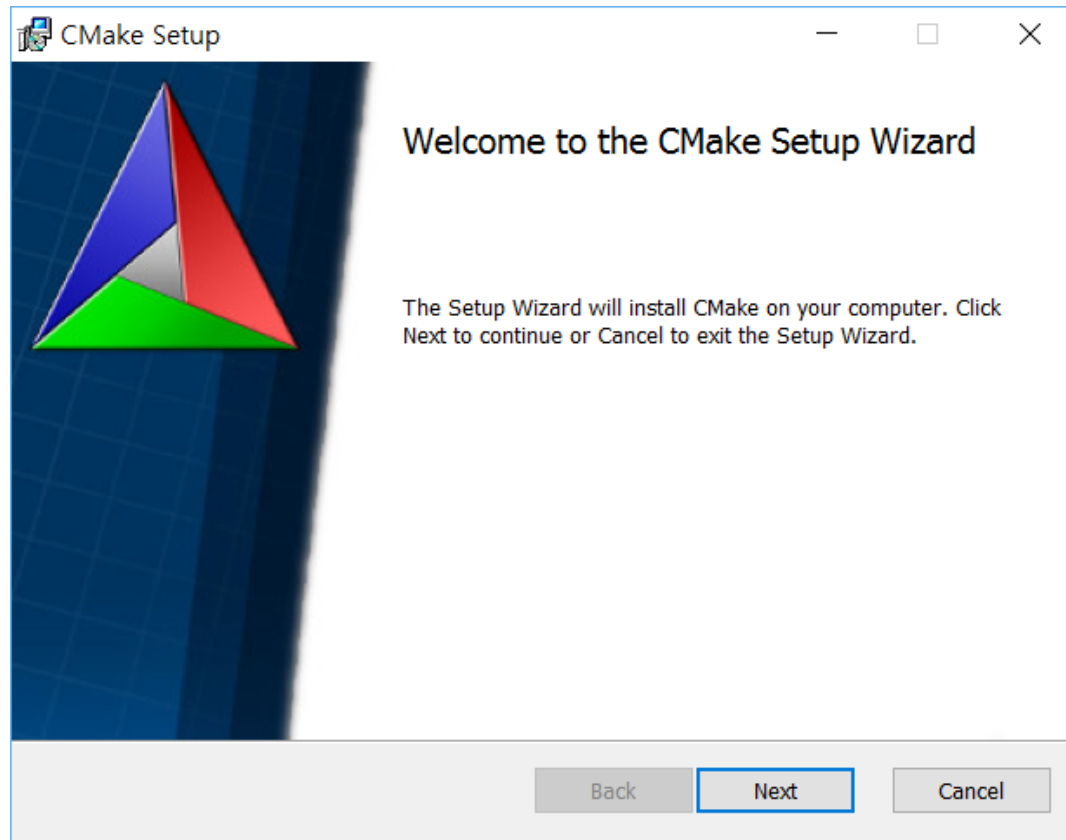 CMake Setup
Welcome to the CMake Setup Wizard
The Setup Wizard will install CMake on your computer. Click
Next to continue or Cancel to exit the Setup Wizard.
Back
Next
Cancel